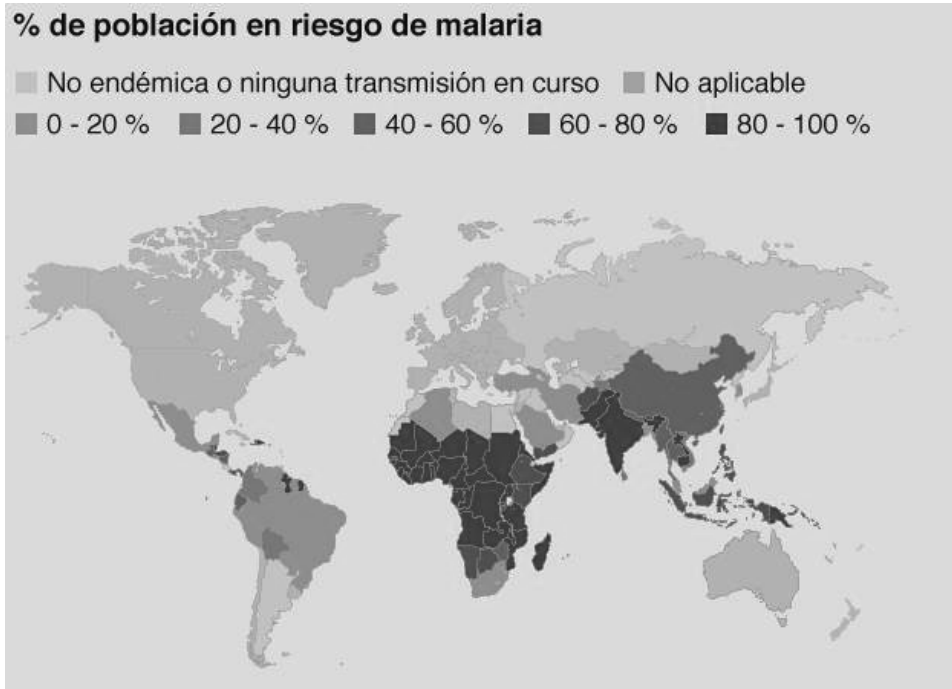 % de población en riesgo de malaria
No endémica o ninguna transmisión en curso No aplicable
0 - 20 % 20 - 40 % 40 - 60 % 60 - 80 % 80 - 100 %